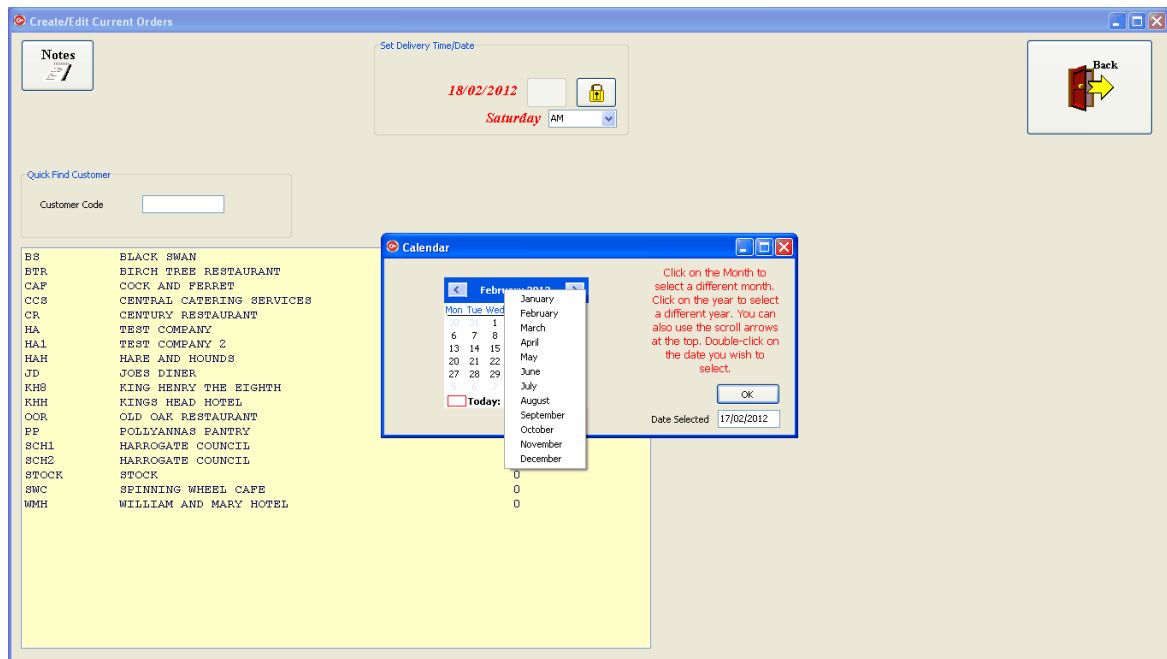 Create/Edit Current Orders
Notes
Set Delivery Time/Date
18/02/2012
Saturday AM
Back
Quick Find Customer
Customer Code
BS BLACK SWAN
BTR BIRCH TREE RESTAURANT
CAF COCK AND FERRET
CCS CENTRAL CATERING SERVICES
CR CENTURY RESTAURANT
HA TEST COMPANY
HA1 TEST COMPANY 2
HAH HARE AND HOUNDS
JD JOES DINER
KH8 KING HENRY THE EIGHTH
KHH KINGS HEAD HOTEL
OOR OLD OAK RESTAURANT
PP POLLYANNAS PANTRY
SCH1 HARROGATE COUNCIL
SCH2 HARROGATE COUNCIL
STOCK STOCK 0
SWC SPINNING WHEEL CAFE 0
WMH WILLIAM AND MARY HOTEL 0
Calendar
February 2012
Mon Tue Wed
30 31 1
6 7 8
13 14 15
20 21 22
27 28 29
5 6 7
Today:
January
February
March
April
May
June
July
August
September
October
November
December
Click on the Month to
select a different month.
Click on the year to select
a different year. You can
also use the scroll arrows
at the top. Double-click on
the date you wish to
select.
OK
Date Selected 17/02/2012